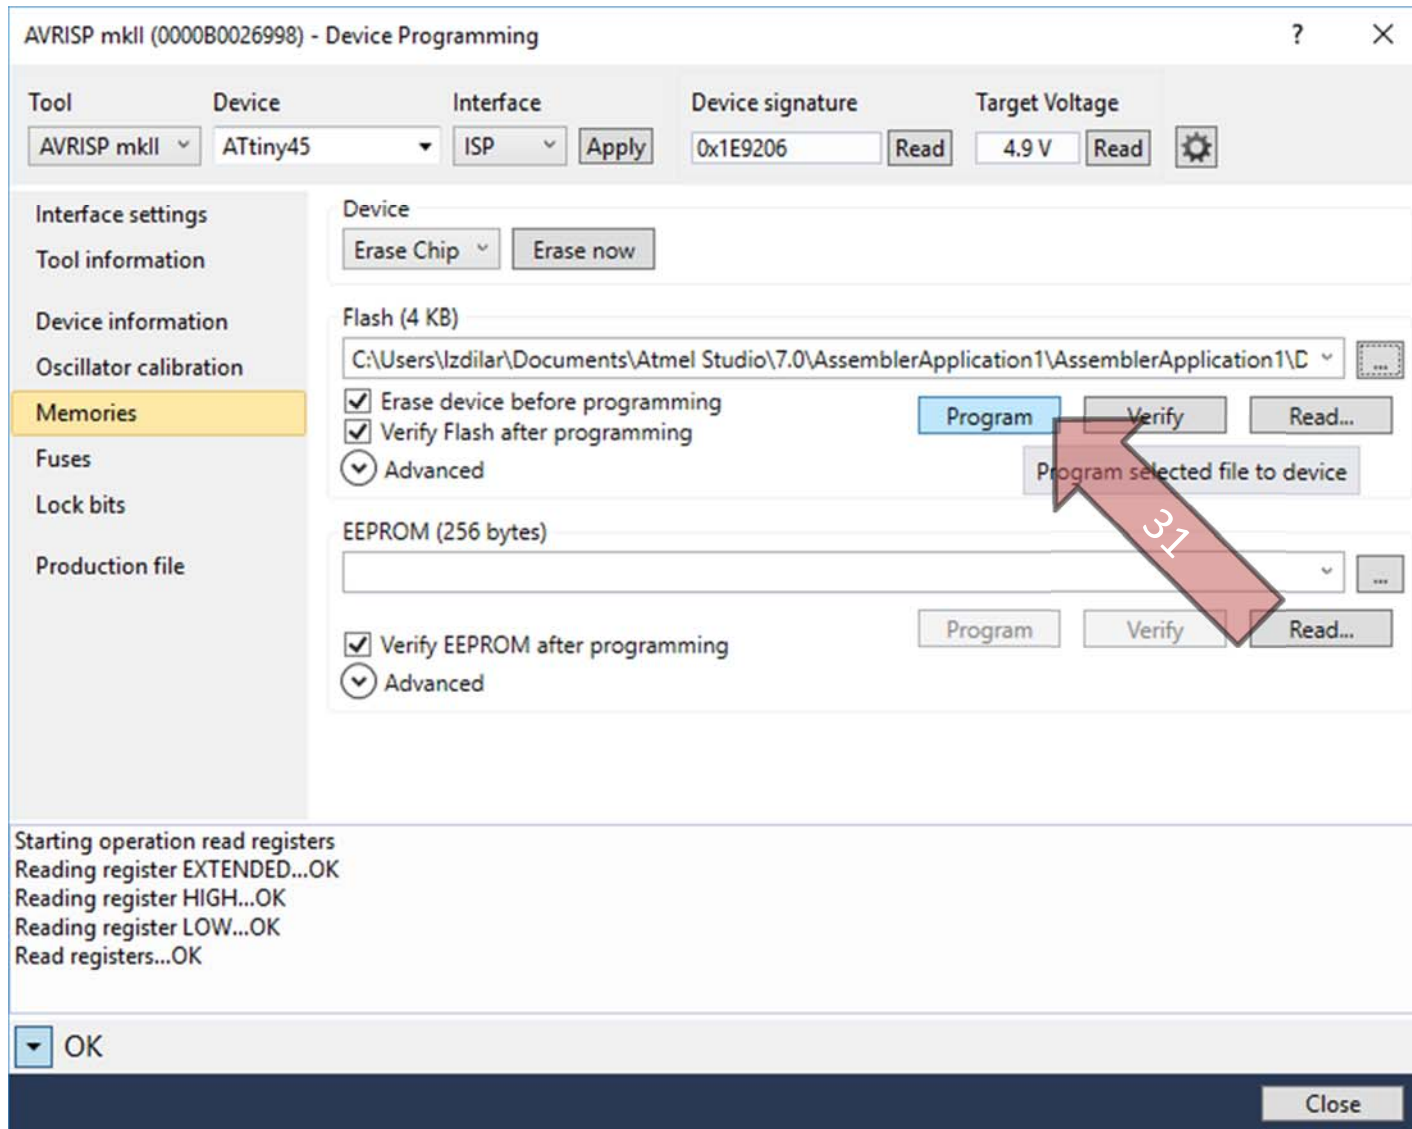 AVRISP mkII (0000B0026998) - Device Programming ?
Tool Device Interface Device signature Target Voltage
AVRISP mkII ATtiny45 ISP Apply 0x1E9206 Read 4.9 V Read
Interface settings
Tool information
Device information
Oscillator calibration
Memories
Fuses
Lock bits
Production file
Device
Erase Chip Erase now
Flash (4 KB)
C:\Users\Izdilar\Documents\Atmel Studio\7.0\AssemblerApplication1\AssemblerApplication1\D ...
Erase device before programming
Verify Flash after programming
Program Verify Read...
Advanced
Program selected file to device
31
EEPROM (256 bytes)
...
Program Verify Read...
Verify EEPROM after programming
Advanced
Starting operation read registers
Reading register EXTENDED...OK
Reading register HIGH...OK
Reading register LOW...OK
Read registers...OK
OK
Close